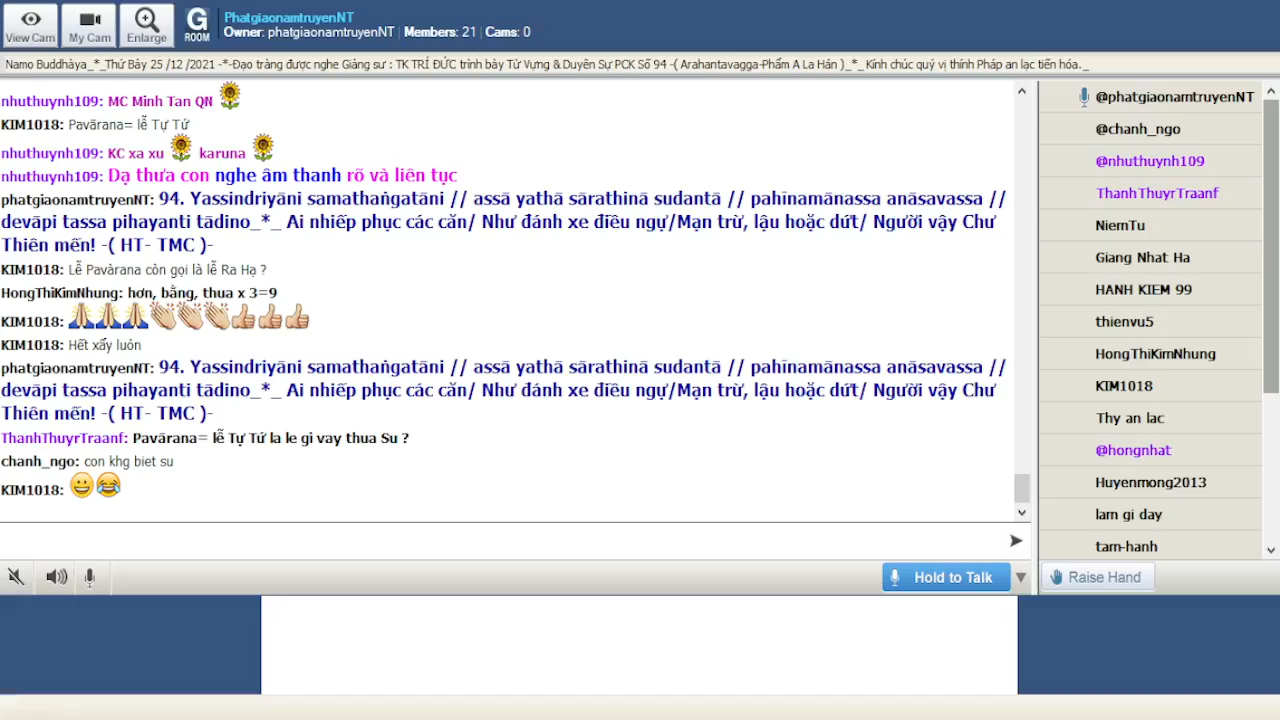 View Cam
My Cam
Enlarge
G
ROOM
PhatgiaonamtruyenNT
Owner: phatgiaonamtruyenNT | Members: 21 | Cams: 0
Namo Buddhàya_*_Thứ Bảy 25 /12 /2021 -*-Đạo tràng được nghe Giảng sư : TK TRÍ ĐỨC trình bày Từ Vựng & Duyên Sự PCK Số 94 -( Arahantavagga-Phẩm A La Hán )_*_ Kính chúc quý vị thính Pháp an lạc tiến hóa._
nhuthuynh109: MC Minh Tan QN
KIM1018: Pavārana= lễ Tự Tứ
nhuthuynh109: KC xa xu karuna
nhuthuynh109: Dạ thưa con nghe âm thanh rõ và liên tục
phatgiaonamtruyenNT: 94. Yassindriyāni samathaṅgatāni // assā yathā sārathinā sudantā // pahīnamānassa anāsavassa //
devāpi tassa pihayanti tādino_*_ Ai nhiếp phục các căn/ Như đánh xe điều ngự/Mạn trừ, lậu hoặc dứt/ Người vậy Chư
Thiên mến! -( HT- TMC )-
KIM1018: Lễ Pavàrana còn gọi là lễ Ra Hạ ?
HongThiKimNhung: hơn, bằng, thua x 3=9
KIM1018:
KIM1018: Hết xẩy luón
phatgiaonamtruyenNT: 94. Yassindriyāni samathaṅgatāni // assā yathā sārathinā sudantā // pahīnamānassa anāsavassa //
devāpi tassa pihayanti tādino_*_ Ai nhiếp phục các căn/ Như đánh xe điều ngự/Mạn trừ, lậu hoặc dứt/ Người vậy Chư
Thiên mến! -( HT- TMC )-
ThanhThuyrTraanf: Pavārana= lễ Tự Tứ la le gi vay thua Su ?
chanh_ngo: con khg biet su
KIM1018:
@phatgiaonamtruyenNT
@chanh_ngo
@nhuthuynh109
ThanhThuyrTraanf
NiemTu
Giang Nhat Ha
HANH KIEM 99
thienvu5
HongThiKimNhung
KIM1018
Thy an lac
@hongnhat
Huyenmong2013
lam gi day
tam-hanh
Hold to Talk
Raise Hand